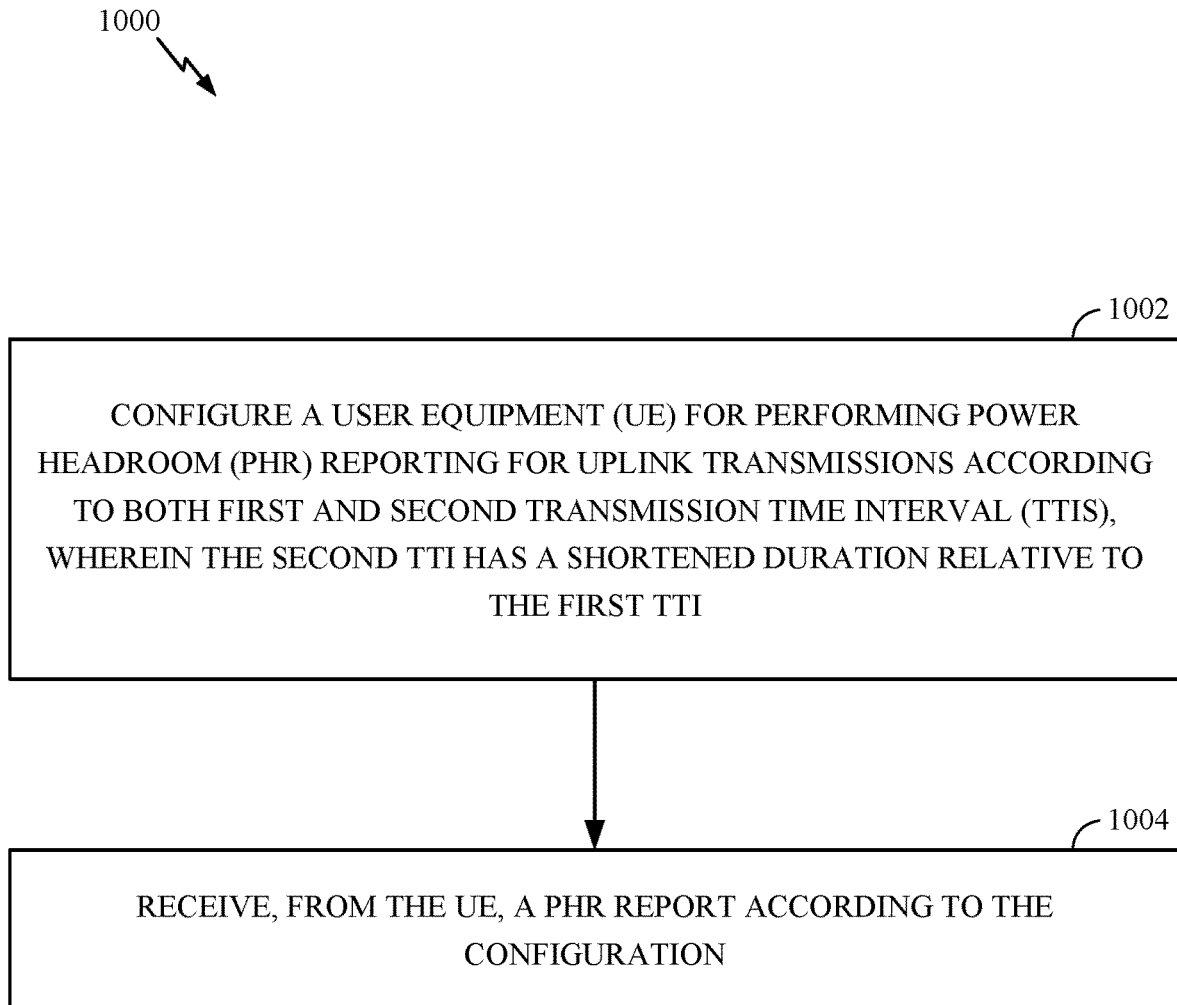 1000
1002
CONFIGURE A USER EQUIPMENT (UE) FOR PERFORMING POWER
HEADROOM (PHR) REPORTING FOR UPLINK TRANSMISSIONS ACCORDING
TO BOTH FIRST AND SECOND TRANSMISSION TIME INTERVAL (TTIS),
WHEREIN THE SECOND TTI HAS A SHORTENED DURATION RELATIVE TO
THE FIRST TTI
1004
RECEIVE, FROM THE UE, A PHR REPORT ACCORDING TO THE
CONFIGURATION